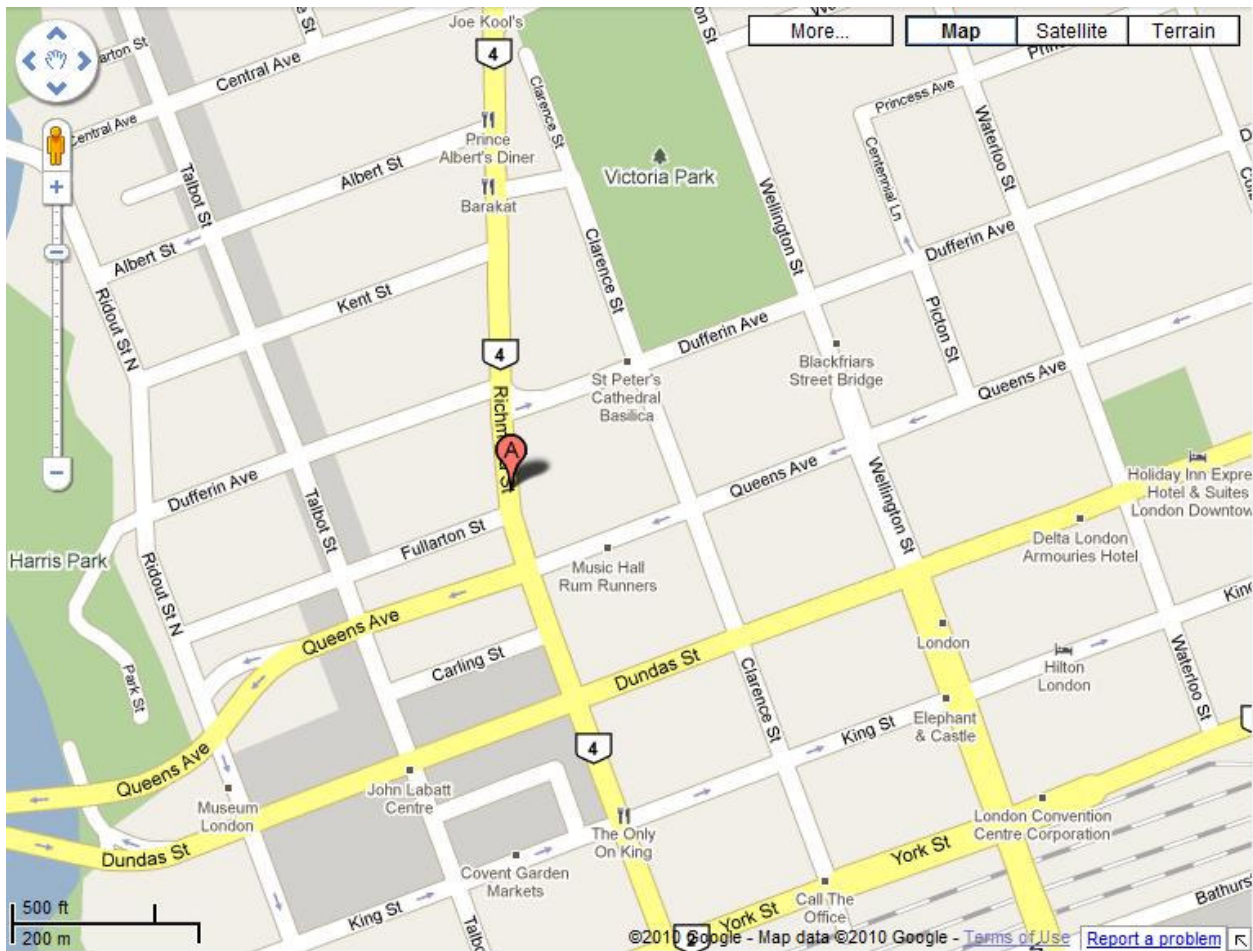 More...
Map
Satellite
Terrain
Joe Kool's
4
Central Ave
Central Ave
Clarence St
Princess Ave
Prince
Albert's Diner
Talbot St
Albert St
Victoria Park
Waterloo St
Barakat
Centennial Ln
Wellington St
Dufferin Ave
Albert St
Clarence St
Kent St
Ridout St N
Picton St
Dufferin Ave
4
Blackfriars
Street Bridge
St Peter's
Cathedral
Basilica
Queens Ave
A
Dufferin Ave
Talbot St
Queens Ave
Wellington St
Hotel & Suites
Fullarton St
Delta London
Armouries Hotel
Harris Park
Ridout St N
Music Hall
Rum Runners
Queens Ave
London
Carling St
Dundas St
Clarence St
Hilton
London
Waterloo St
Park St
Elephant
& Castle
King St
4
Queens Ave
John Labatt
Centre
Museum
London
London Convention
Centre Corporation
The Only
On King
Dundas St
York St
Covent Garden
Markets
Call The
Office
500 ft
200 m
King St
York St
©2010 Google - Map data ©2010 Google - Terms of Use
Report a problem